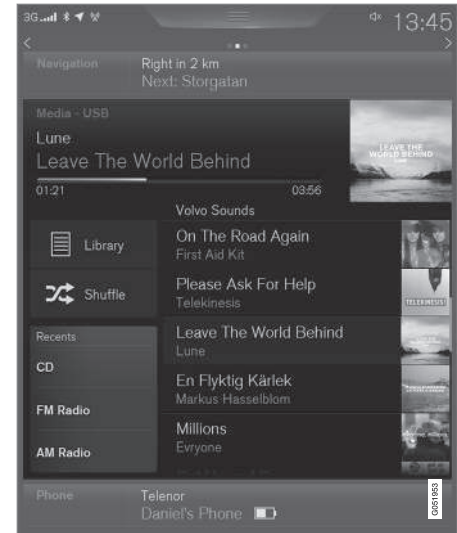 3G 13:45
Navigation Right in 2 km
Next: Storgatan
Media - USB
Lune
Leave The World Behind
01:21 03:56
LEAVE THE
WORLD BEHIND
Volvo Sounds
Library
Shuffle
Recents
CD
FM Radio
AM Radio
On The Road Again
First Aid Kit
Please Ask For Help
Telekinesis
TELEKINESIS!
Leave The World Behind
Lune
En Flyktig Kärlek
Markus Hasselblom
Millions
Evryone
Phone Telenor
Daniel's Phone
G051953